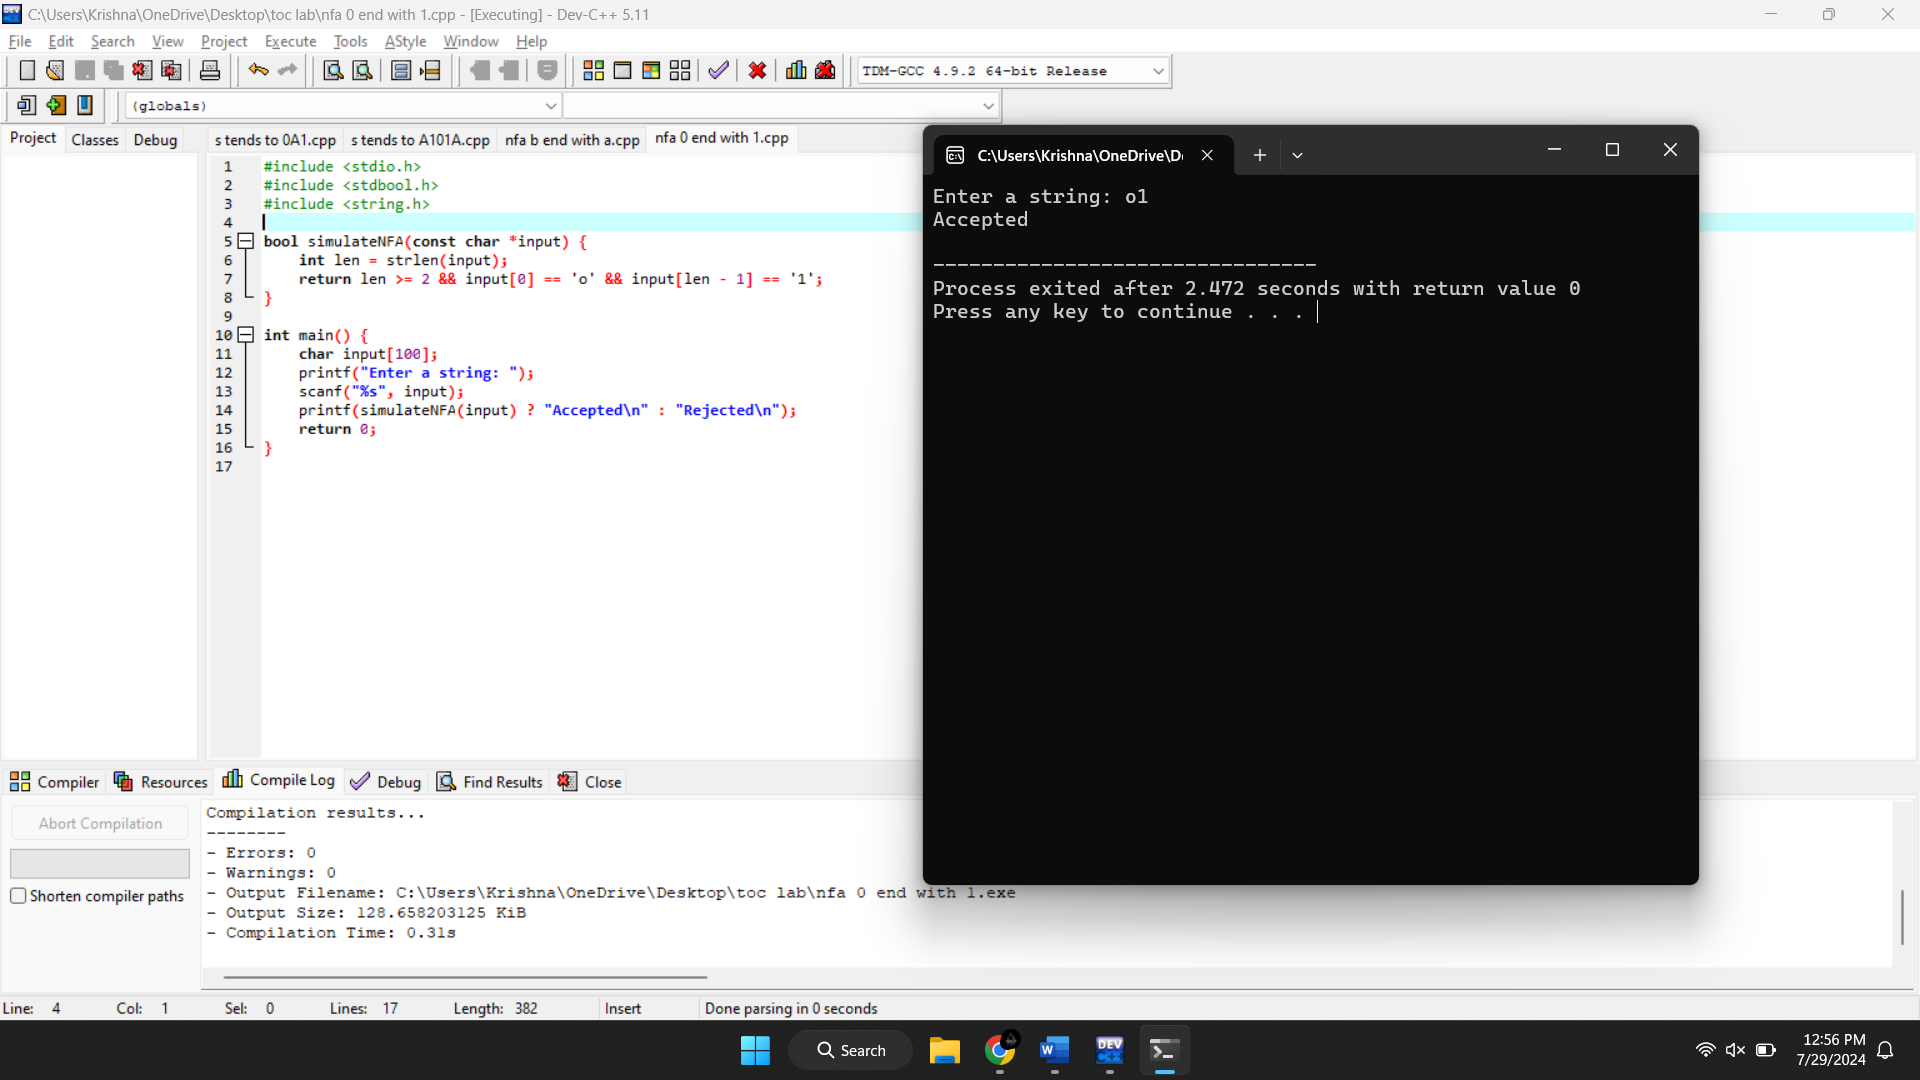 C:\Users\Krishna\OneDrive\Desktop\toc lab\nfa 0 end with 1.cpp - [Executing] - Dev-C++ 5.11
File Edit Search View Project Execute Tools AStyle Window Help
TDM-GCC 4.9.2 64-bit Release
(globals)
Project Classes Debug
s tends to 0A1.cpp s tends to A101A.cpp nfa b end with a.cpp nfa 0 end with 1.cpp
1 #include <stdio.h>
2 #include <stdbool.h>
3 #include <string.h>
4
5 bool simulateNFA(const char *input) {
6 int len = strlen(input);
7 return len >= 2 && input[0] == 'o' && input[len - 1] == '1';
8 }
9
10 int main() {
11 char input[100];
12 printf("Enter a string: ");
13 scanf("%s", input);
14 printf(simulateNFA(input) ? "Accepted\n" : "Rejected\n");
15 return 0;
16 }
17
C:\Users\Krishna\OneDrive\D
Enter a string: o1
Accepted
--------------------------------
Process exited after 2.472 seconds with return value 0
Press any key to continue . . .
Compiler Resources Compile Log Debug Find Results Close
Abort Compilation
Shorten compiler paths
Compilation results...
--------
- Errors: 0
- Warnings: 0
- Output Filename: C:\Users\Krishna\OneDrive\Desktop\toc lab\nfa 0 end with 1.exe
- Output Size: 128.658203125 KiB
- Compilation Time: 0.31s
Line: 4 Col: 1 Sel: 0 Lines: 17 Length: 382 Insert Done parsing in 0 seconds
Search
DEV
12:56 PM
7/29/2024